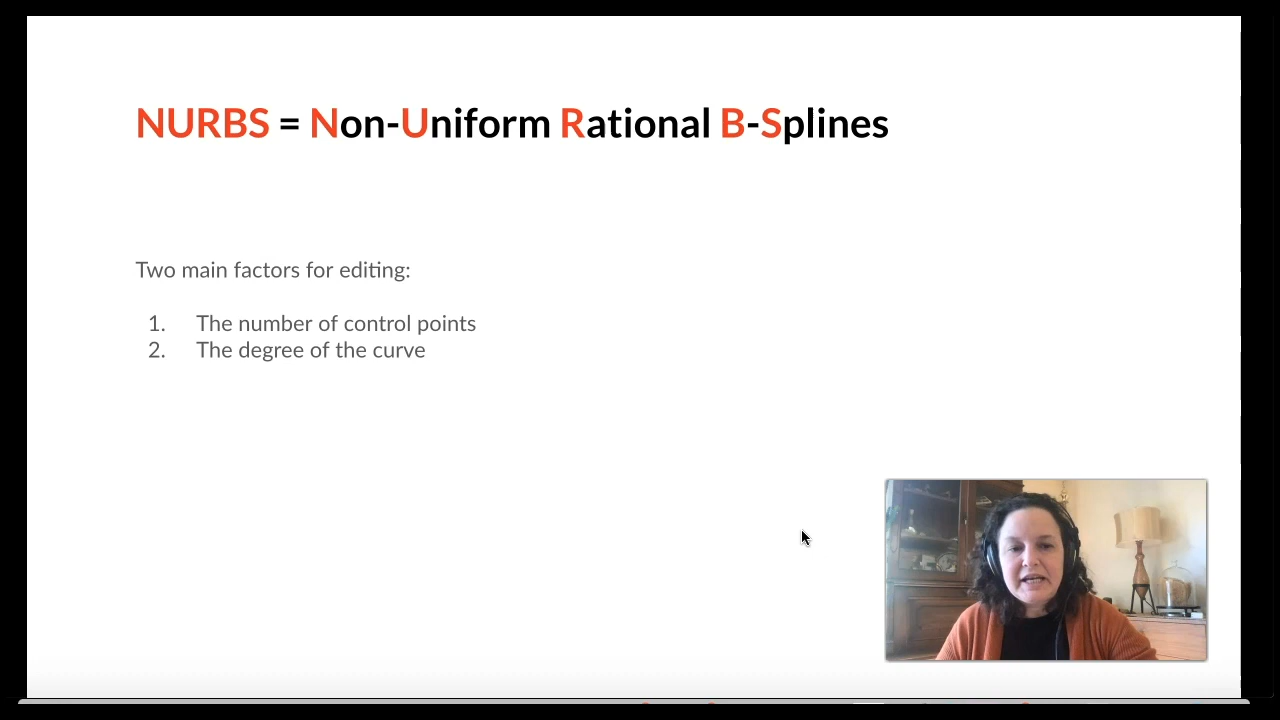 NURBS = Non-Uniform Rational B-Splines
Two main factors for editing:
1. The number of control points
2. The degree of the curve